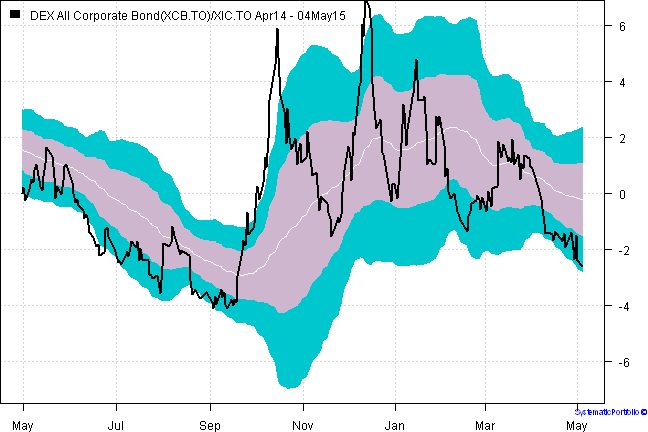 DEX All Corporate Bond(XCB.TO)/XIC.TO Apr14 - 04May15
6
4
2
0
-2
-4
-6
May Jul Sep Nov Jan Mar May
SystematicPortfolio ©